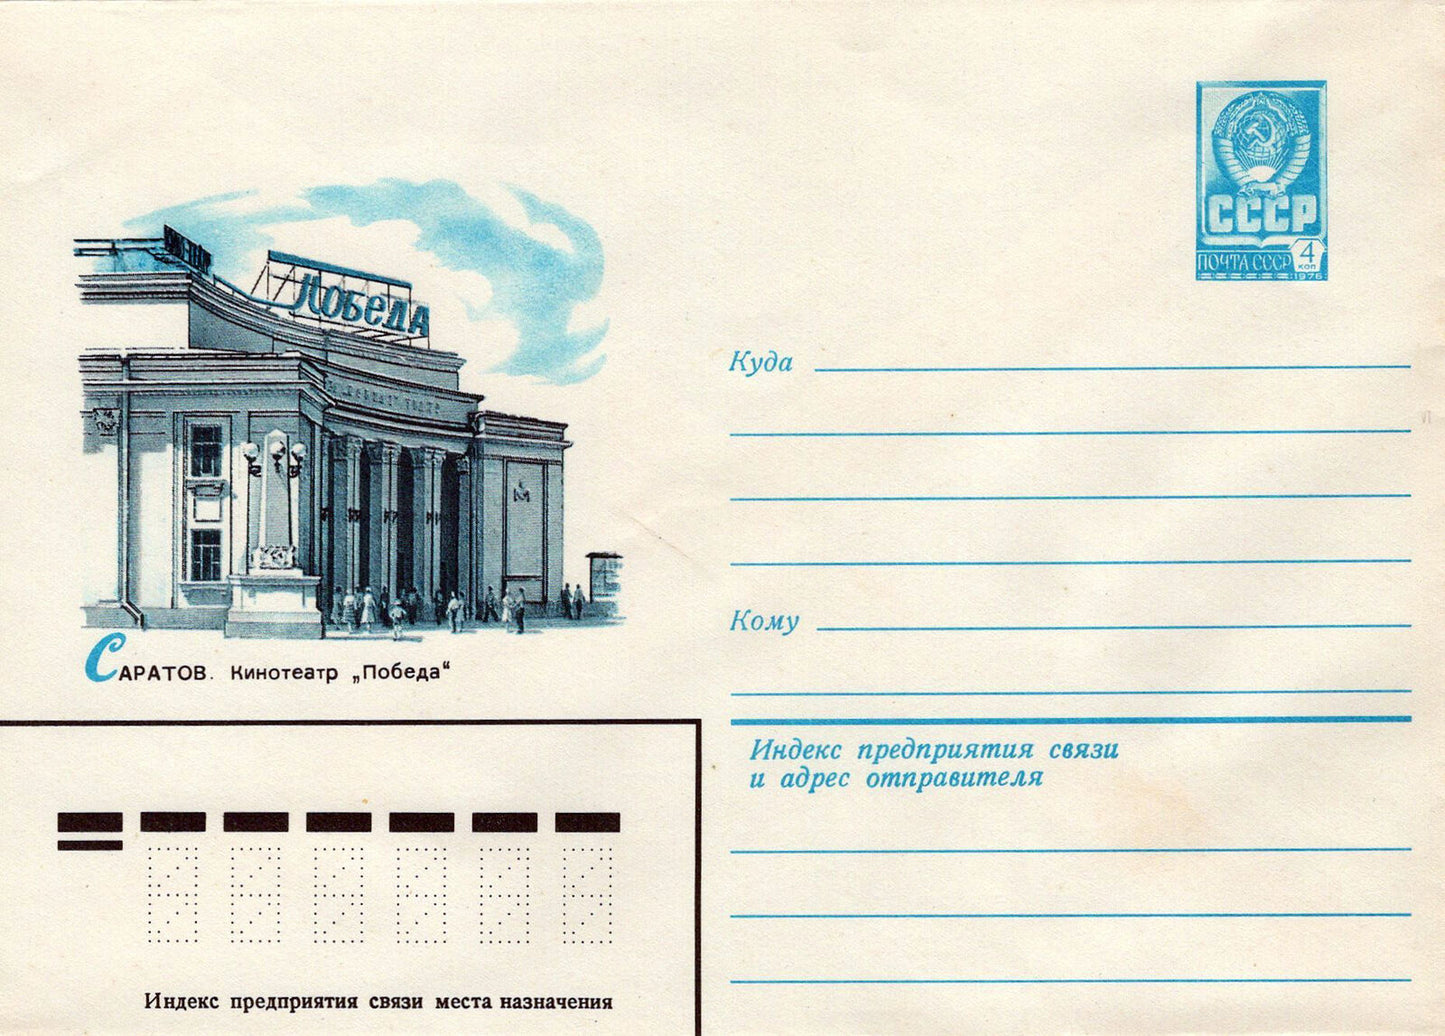 Победа
САРАТОВ. Кинотеатр „Победа“
СССР
ПОЧТА СССР 4 КОП
1976
Куда
Кому
Индекс предприятия связи
и адрес отправителя
Индекс предприятия связи места назначения